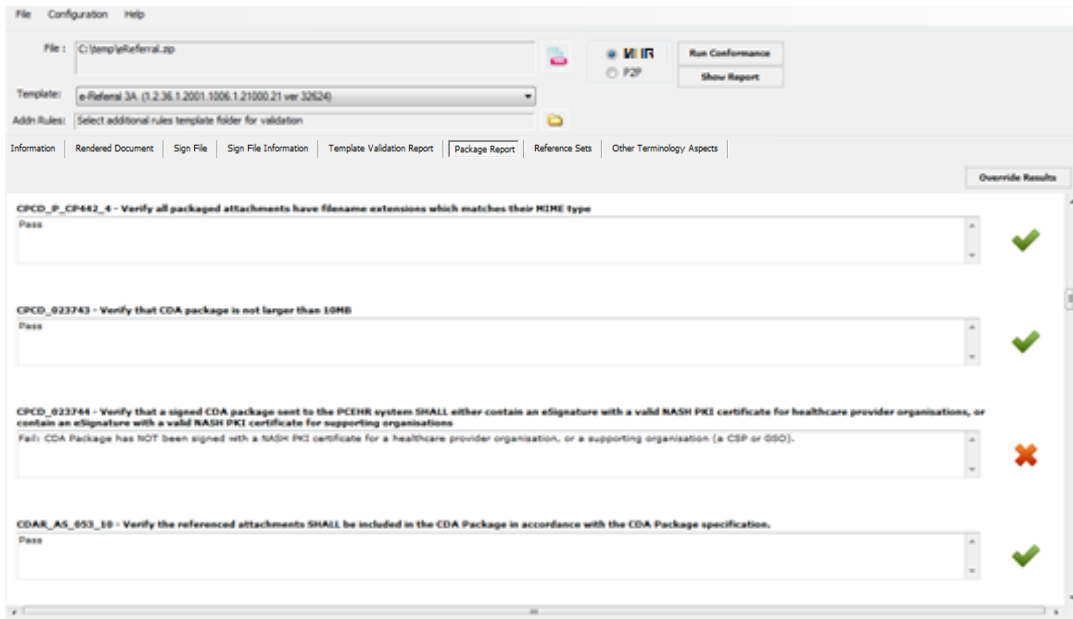 File Configuration Help
File : C:\temp\eReferral.zip
MHR Run Conformance
P2P Show Report
Template: e-Referral 3A (1.2.36.1.2001.1006.1.21000.21 ver 32624)
Addn Rules: Select additional rules template folder for validation
Information Rendered Document Sign File Sign File Information Template Validation Report Package Report Reference Sets Other Terminology Aspects
Override Results
CPCD_P_CP442_4 - Verify all packaged attachments have filename extensions which matches their MIME type
Pass
CPCD_023743 - Verify that CDA package is not larger than 10MB
Pass
CPCD_023744 - Verify that a signed CDA package sent to the PCEHR system SHALL either contain an eSignature with a valid NASH PKI certificate for healthcare provider organisations, or
contain an eSignature with a valid NASH PKI certificate for supporting organisations
Fail: CDA Package has NOT been signed with a NASH PKI certificate for a healthcare provider organisation, or a supporting organisation (a CSP or GSO).
CDAR_AS_053_10 - Verify the referenced attachments SHALL be included in the CDA Package in accordance with the CDA Package specification.
Pass